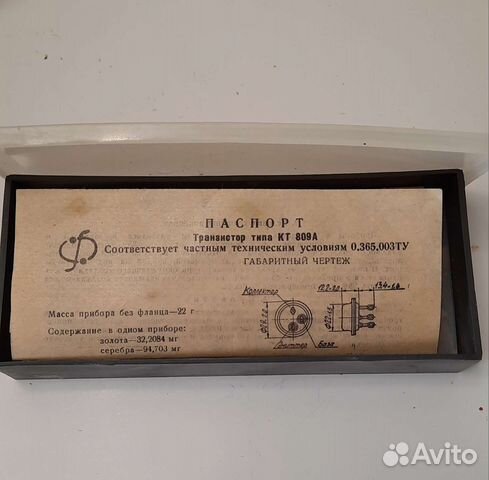 ПАСПОРТ
Транзистор типа КТ 809А
Соответствует частным техническим условиям 0.365.003ТУ
ГАБАРИТНЫЙ ЧЕРТЕЖ
Коллектор
Масса прибора без фланца—22 г
Содержание в одном приборе:
золота—32,2084 мг
серебра—94,703 мг
Эмиттер
База
Avito